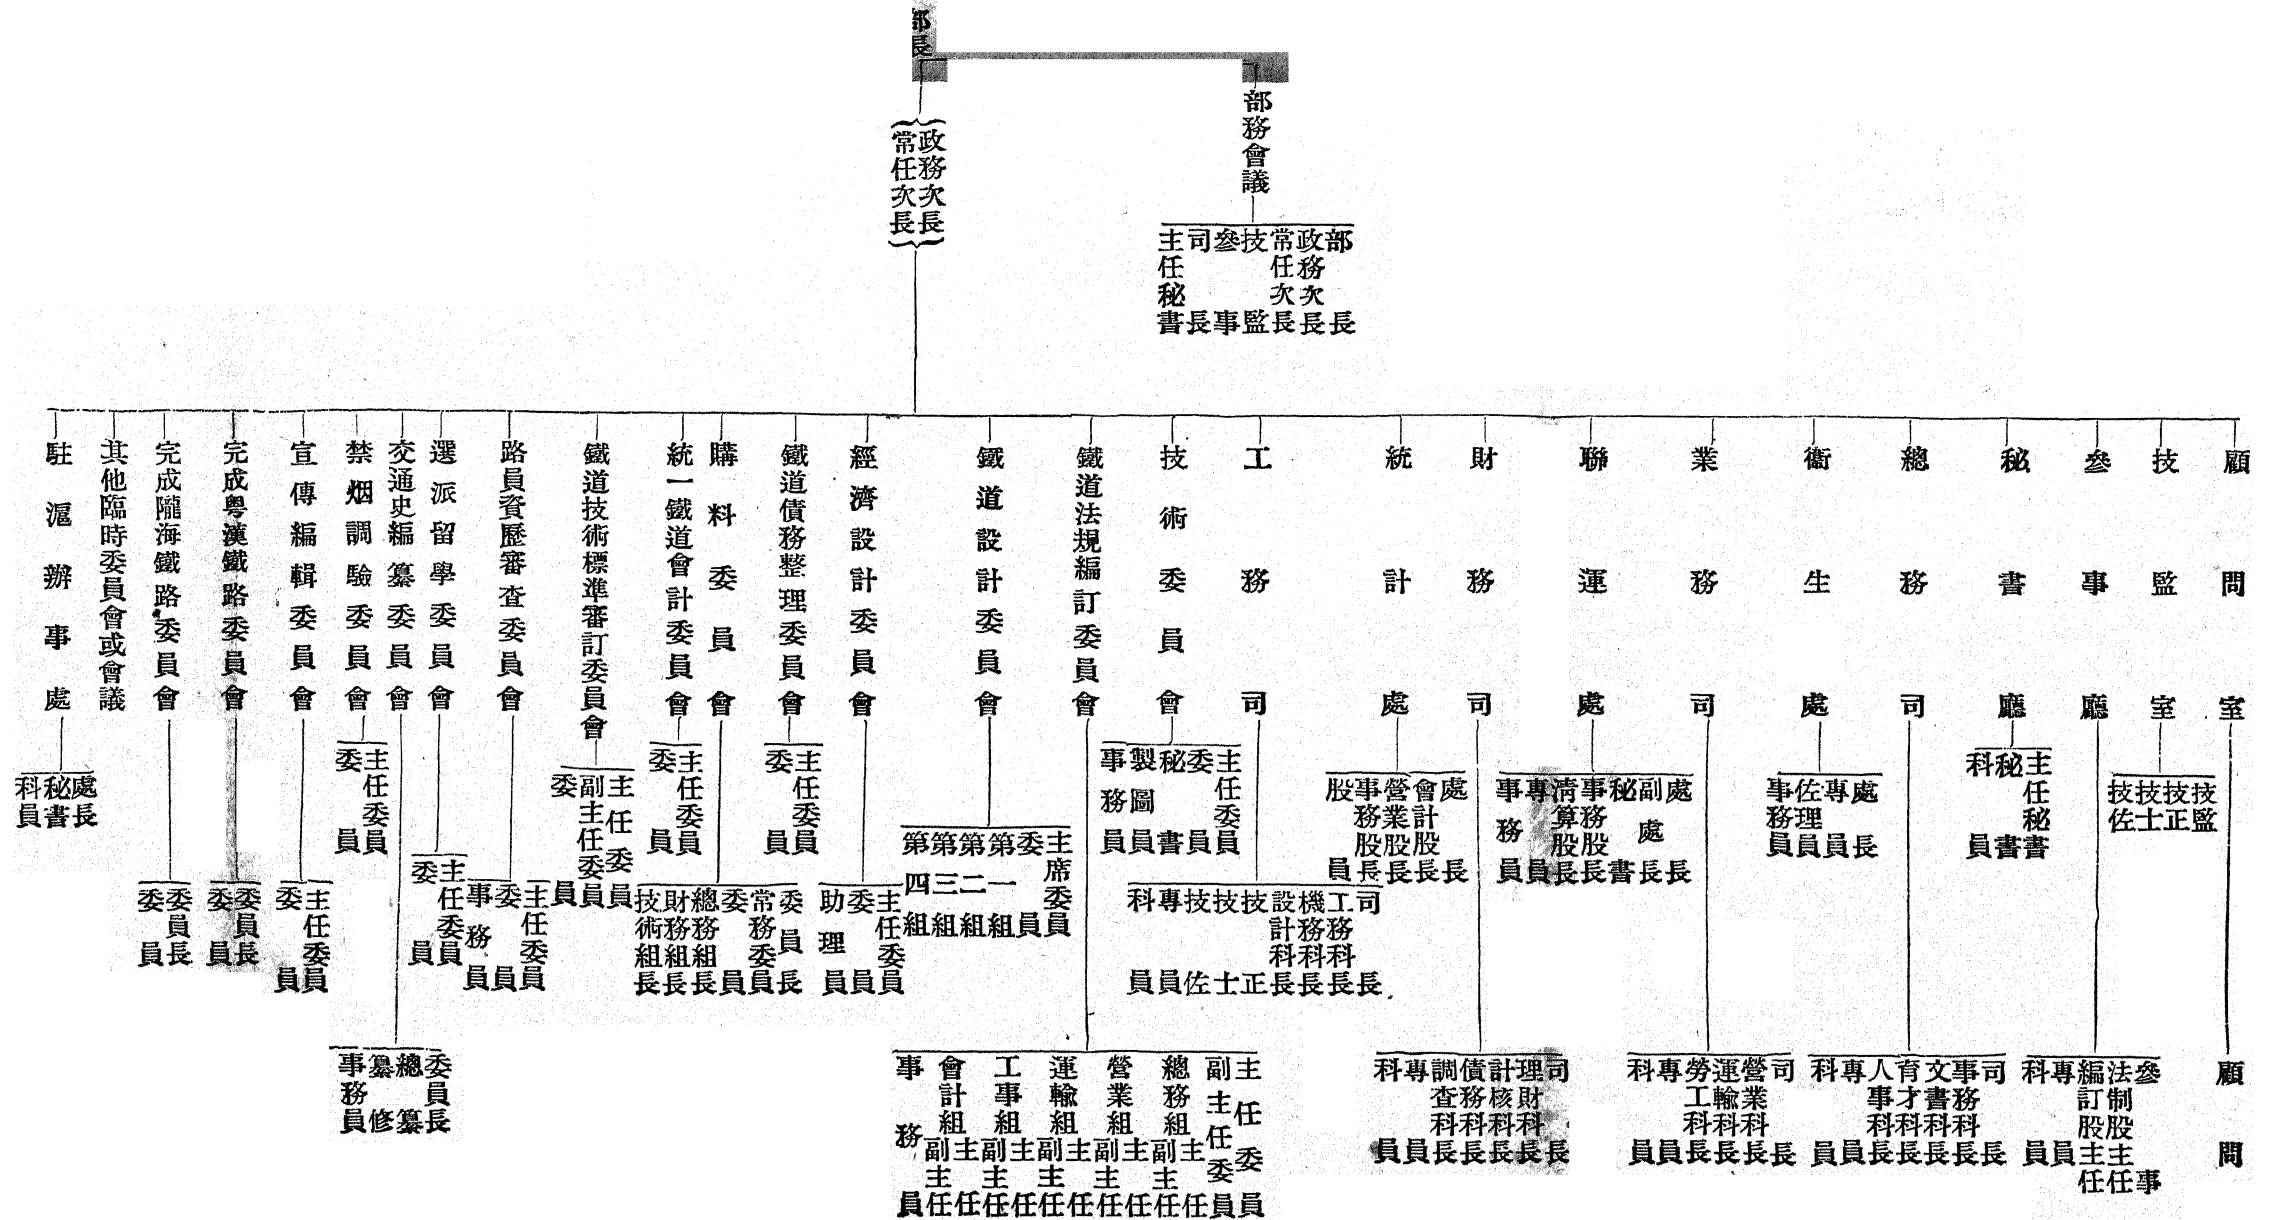 部長
部務會議
部長
政務次長
常任次長
技監
參事
司長
主任秘書
政務次長
常任次長
顧問室
技監室
參事廳
秘書廳
總務司
衞生處
業務司
聯運處
財務司
統計處
工務司
技術委員會
鐵道法規編訂委員會
鐵道設計委員會
經濟設計委員會
鐵道債務整理委員會
購料委員會
統一鐵道會計委員會
鐵道技術標準審訂委員會
路員資歷審查委員會
選派留學委員會
交通史編纂委員會
禁烟調驗委員會
宣傳編輯委員會
完成粤漢鐵路委員會
完成隴海鐵路委員會
其他臨時委員會或會議
駐滬辦事處
顧問
技監
技正
技士
技佐
參事
法制股主任
編訂股主任
專員
科員
主任秘書
秘書
科員
司長
事務科長
文書科長
育才科長
人事科長
專員
科員
處長
專員
佐理員
事務員
司長
營業科長
運輸科長
勞工科長
專員
科員
處長
副處長
秘書
事務股長
清算股長
專員
事務員
司長
理財科長
計核科長
債務科長
調查科長
專員
科員
處長
會計股長
營業股長
事務股長
股員
司長
工務科長
機務科長
設計科長
技正
技士
技佐
專員
科員
主任委員
委員
秘書
製圖員
事務員
主任委員
副主任委員
總務組主任
副主任
營業組主任
副主任
運輸組主任
副主任
工事組主任
副主任
會計組主任
副主任
事務員
主席委員
委員
第一組
第二組
第三組
第四組
主任委員
委員
助理員
主任委員
委員
委員長
常務委員
委員
總務組長
財務組長
技術組長
主任委員
委員
主任委員
副主任委員
委員
主任委員
委員
事務員
主任委員
委員
委員長
總纂
纂修
事務員
主任委員
委員
主任委員
委員
委員長
委員
委員長
委員
處長
秘書
科員